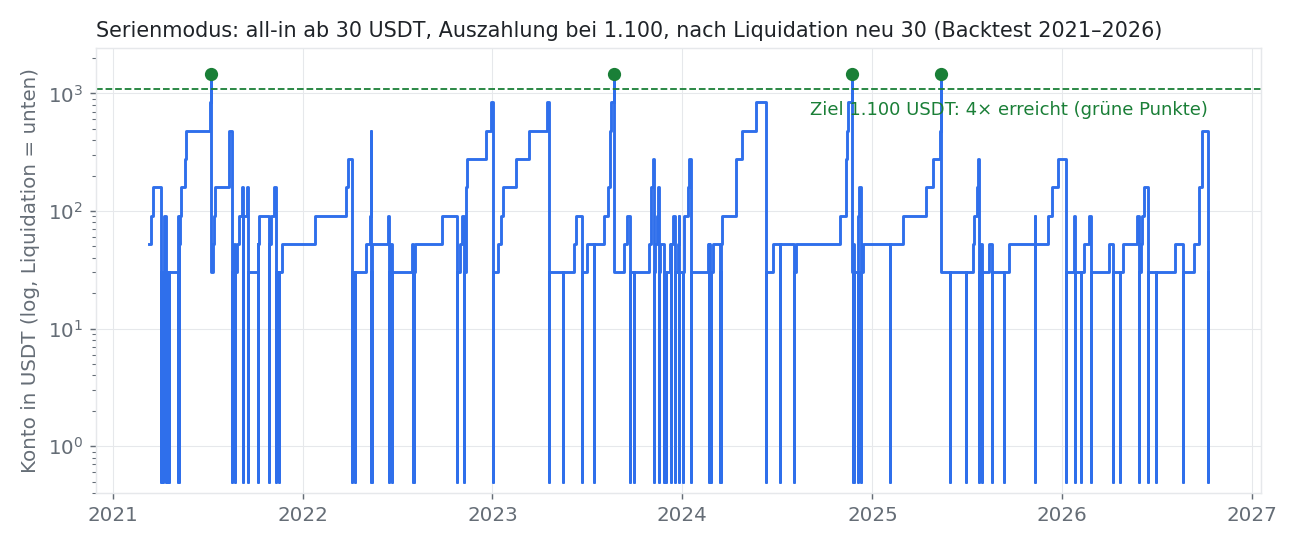 Serienmodus: all-in ab 30 USDT, Auszahlung bei 1.100, nach Liquidation neu 30 (Backtest 2021–2026)
Konto in USDT (log, Liquidation = unten)
10³
10²
10¹
10⁰
Ziel 1.100 USDT: 4× erreicht (grüne Punkte)
2021 2022 2023 2024 2025 2026 2027